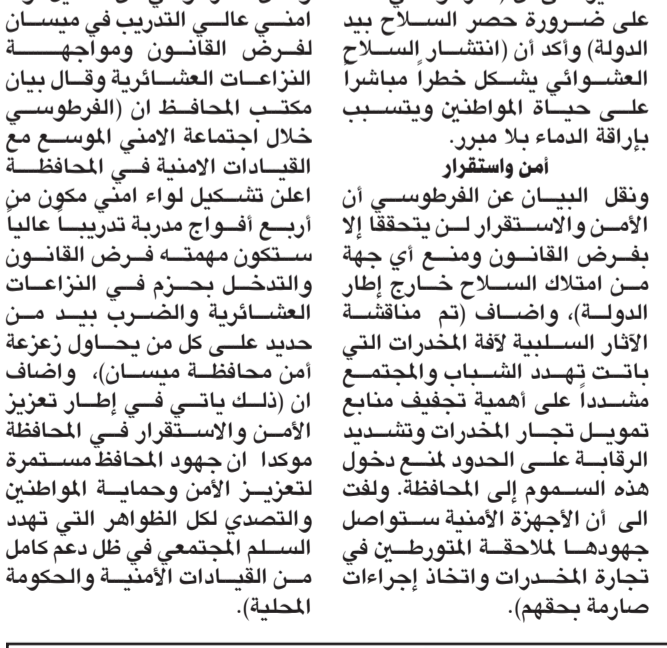 على ضرورة حصر السلاح بيد
الدولة) وأكد أن (انتشار السلاح
العشوائي يشكل خطراً مباشراً
على حياة المواطنين ويتسبب
بإراقة الدماء بلا مبرر.
أمن واستقرار
ونقل البيان عن الفرطوسي أن
الأمن والاستقرار لن يتحققا إلا
بفرض القانون ومنع أي جهة
من امتلاك السلاح خارج إطار
الدولة)، واضاف (تم مناقشة
الآثار السلبية لآفة المخدرات التي
باتت تهدد الشباب والمجتمع
مشدداً على أهمية تجفيف منابع
تمويل تجار المخدرات وتشديد
الرقابة على الحدود لمنع دخول
هذه السموم إلى المحافظة. ولفت
الى أن الأجهزة الأمنية ستواصل
جهودها لملاحقة المتورطين في
تجارة المخدرات واتخاذ إجراءات
صارمة بحقهم).
امني عالي التدريب في ميسان
لفرض القانون ومواجهة
النزاعات العشائرية وقال بيان
مكتب المحافظ ان (الفرطوسي
خلال اجتماعة الامني الموسع مع
القيادات الامنية في المحافظة
اعلن تشكيل لواء امني مكون من
أربع أفواج مدربة تدريباً عالياً
ستكون مهمته فرض القانون
والتدخل بحزم في النزاعات
العشائرية والضرب بيد من
حديد على كل من يحاول زعزعة
أمن محافظة ميسان)، واضاف
ان (ذلك ياتي في إطار تعزيز
الأمن والاستقرار في المحافظة
موكدا ان جهود المحافظ مستمرة
لتعزيز الأمن وحماية المواطنين
والتصدي لكل الظواهر التي تهدد
السلم المجتمعي في ظل دعم كامل
من القيادات الأمنية والحكومة
المحلية).